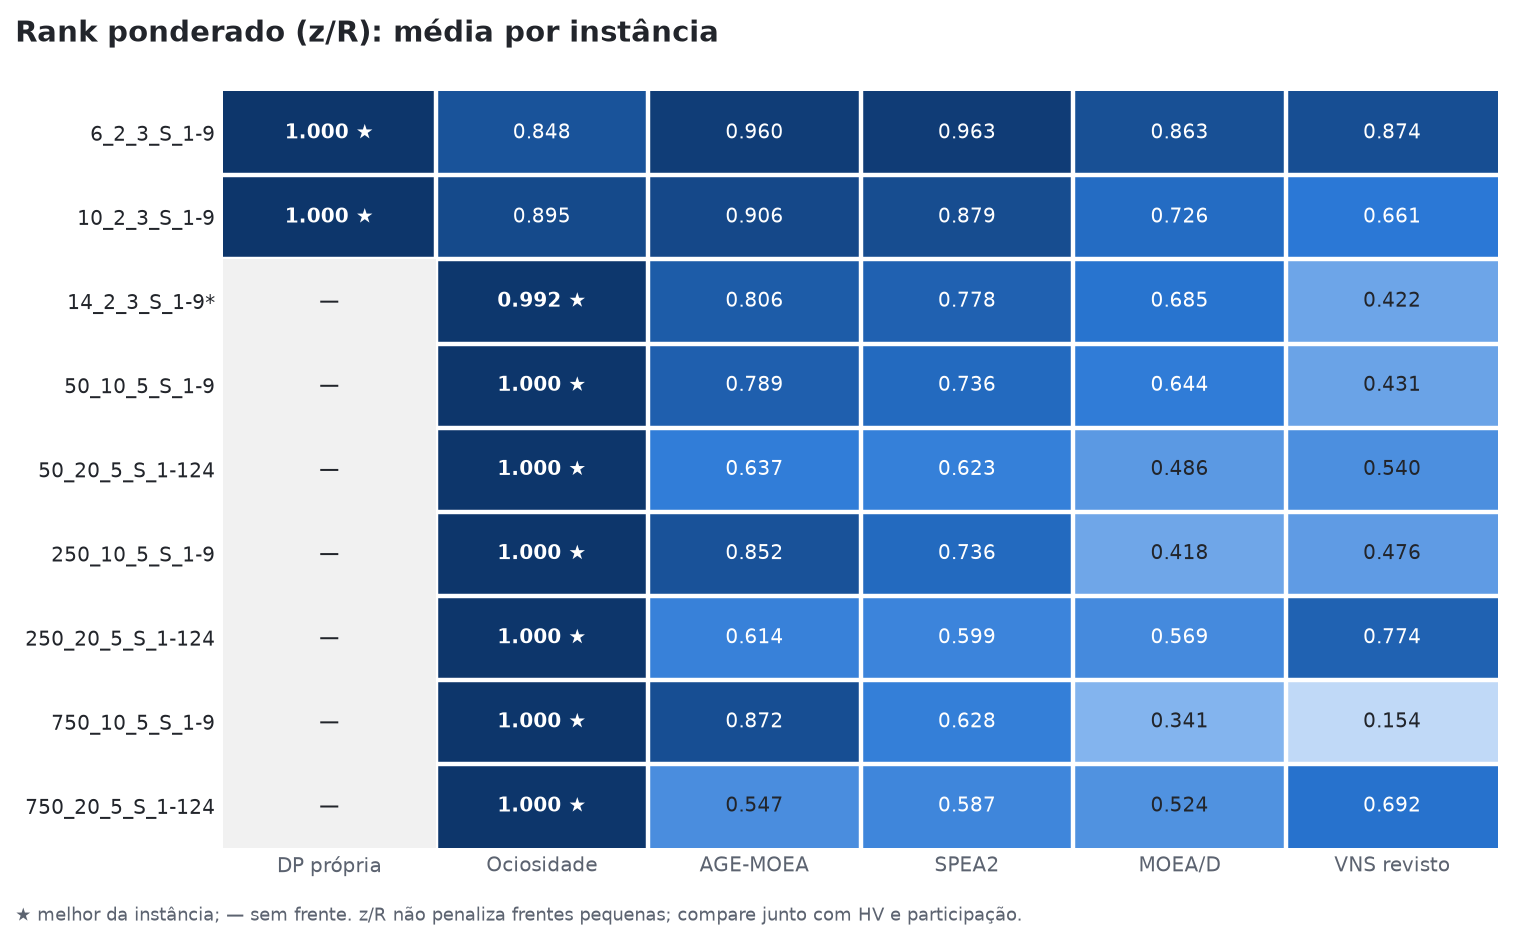 Rank ponderado (z/R): média por instância
6_2_3_S_1-9 1.000 ★ 0.848 0.960 0.963 0.863 0.874
10_2_3_S_1-9 1.000 ★ 0.895 0.906 0.879 0.726 0.661
14_2_3_S_1-9* — 0.992 ★ 0.806 0.778 0.685 0.422
50_10_5_S_1-9 — 1.000 ★ 0.789 0.736 0.644 0.431
50_20_5_S_1-124 — 1.000 ★ 0.637 0.623 0.486 0.540
250_10_5_S_1-9 — 1.000 ★ 0.852 0.736 0.418 0.476
250_20_5_S_1-124 — 1.000 ★ 0.614 0.599 0.569 0.774
750_10_5_S_1-9 — 1.000 ★ 0.872 0.628 0.341 0.154
750_20_5_S_1-124 — 1.000 ★ 0.547 0.587 0.524 0.692
DP própria Ociosidade AGE-MOEA SPEA2 MOEA/D VNS revisto
★ melhor da instância; — sem frente. z/R não penaliza frentes pequenas; compare junto com HV e participação.